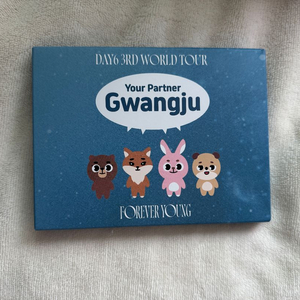 DAY6 3RD WORLD TOUR
Your Partner
Gwangju
FOREVER YOUNG